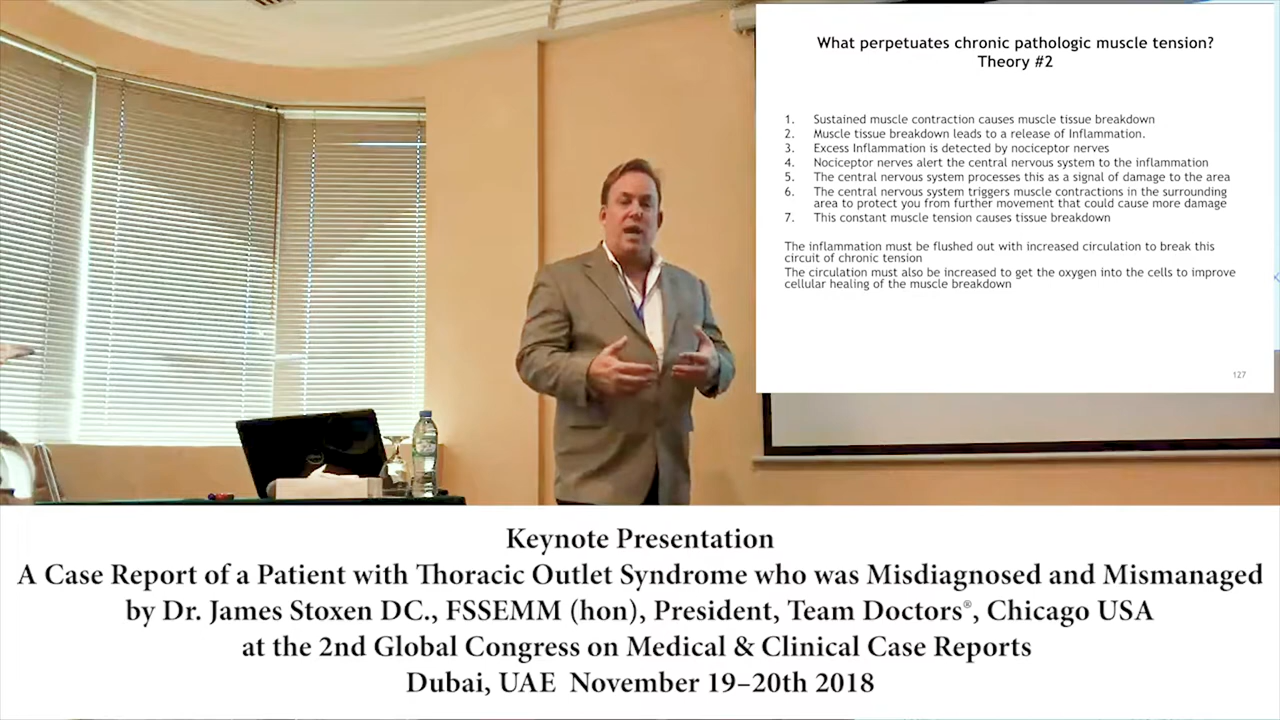 What perpetuates chronic pathologic muscle tension?
Theory #2
1. Sustained muscle contraction causes muscle tissue breakdown
2. Muscle tissue breakdown leads to a release of Inflammation.
3. Excess Inflammation is detected by nociceptor nerves
4. Nociceptor nerves alert the central nervous system to the inflammation
5. The central nervous system processes this as a signal of damage to the area
6. The central nervous system triggers muscle contractions in the surrounding
area to protect you from further movement that could cause more damage
7. This constant muscle tension causes tissue breakdown
The inflammation must be flushed out with increased circulation to break this
circuit of chronic tension
The circulation must also be increased to get the oxygen into the cells to improve
cellular healing of the muscle breakdown
127
Keynote Presentation
A Case Report of a Patient with Thoracic Outlet Syndrome who was Misdiagnosed and Mismanaged
by Dr. James Stoxen DC., FSSEMM (hon), President, Team Doctors®, Chicago USA
at the 2nd Global Congress on Medical & Clinical Case Reports
Dubai, UAE November 19–20th 2018